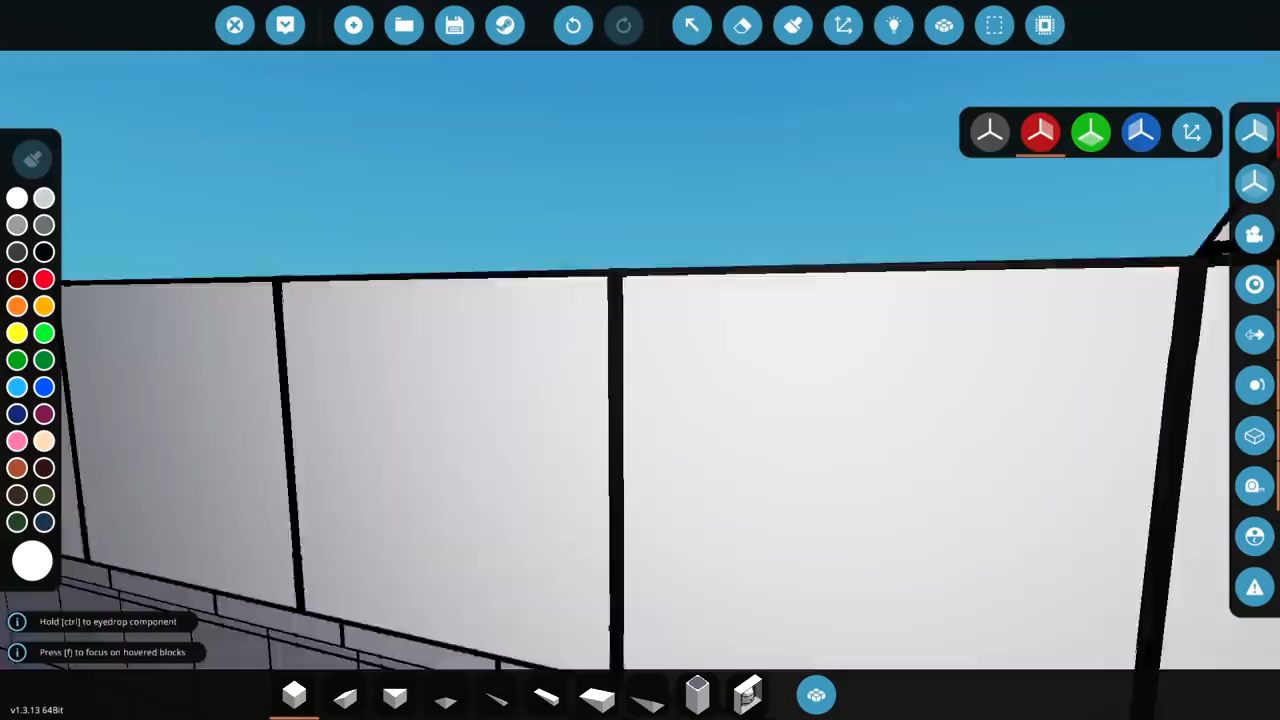 Hold [ctrl] to eyedrop component
Press [f] to focus on hovered blocks
v1.3.13 64Bit